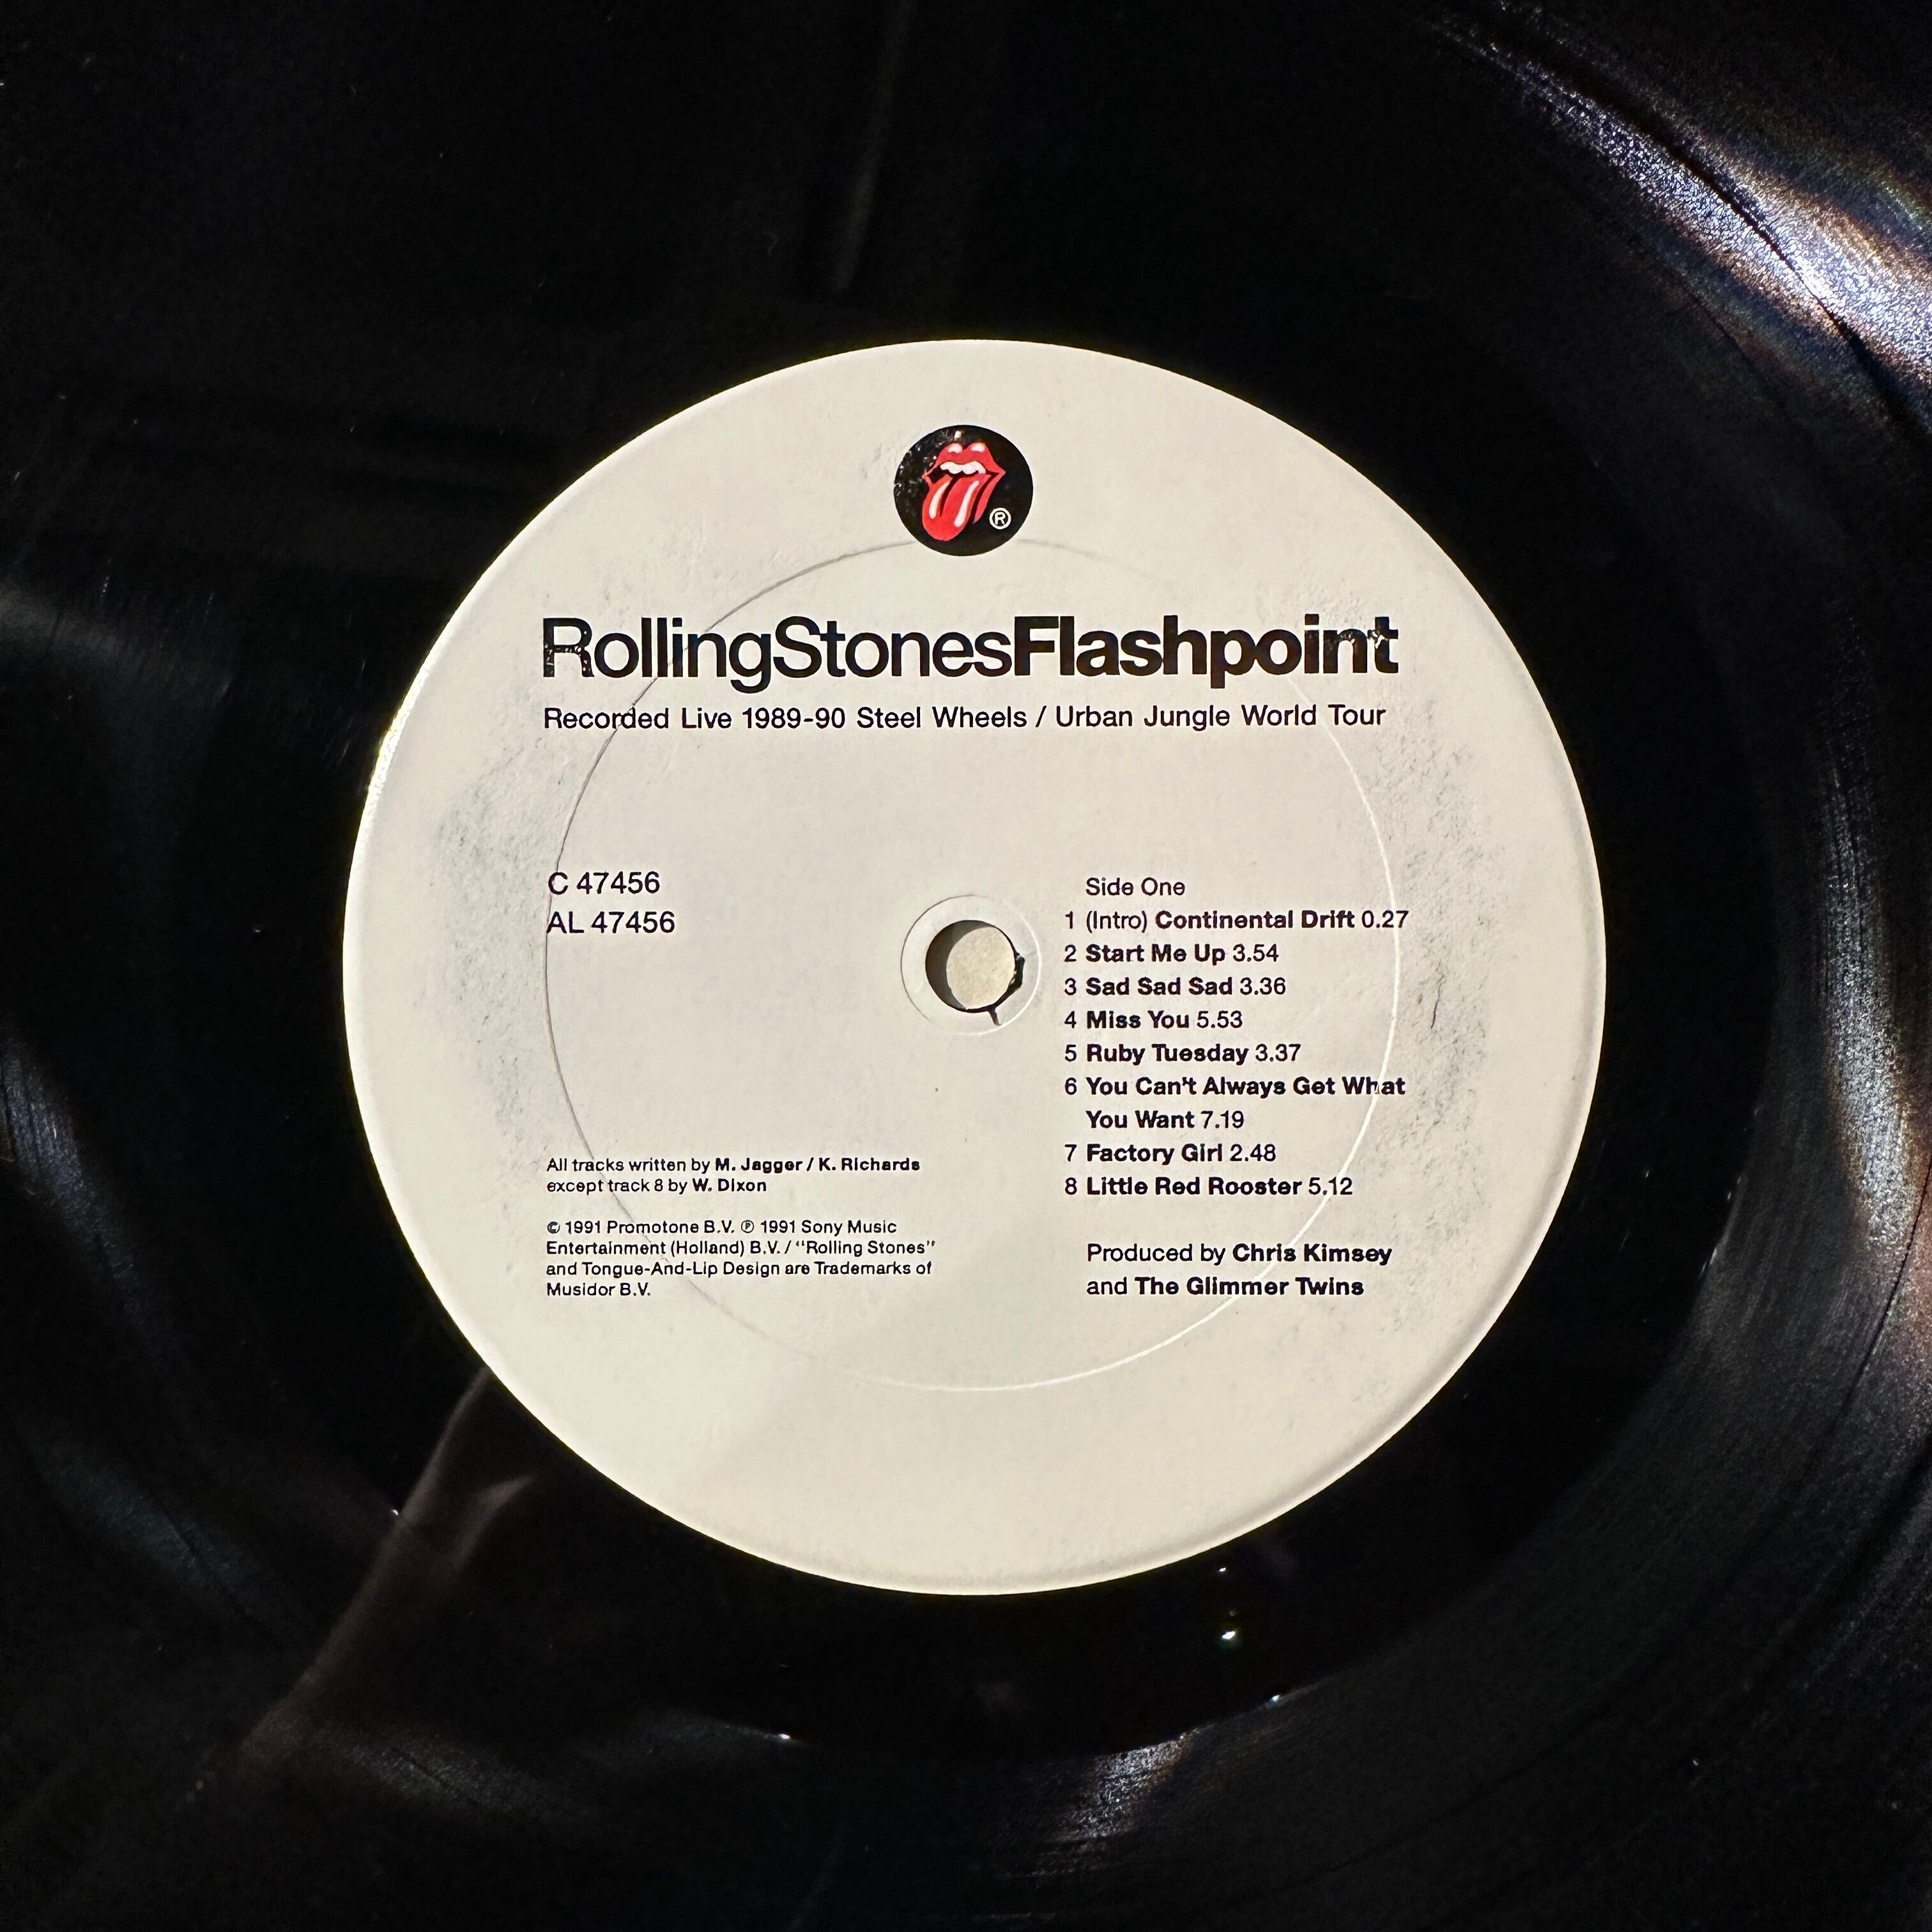 ®
RollingStonesFlashpoint
Recorded Live 1989-90 Steel Wheels / Urban Jungle World Tour
C 47456
AL 47456
Side One
1 (Intro) Continental Drift 0.27
2 Start Me Up 3.54
3 Sad Sad Sad 3.36
4 Miss You 5.53
5 Ruby Tuesday 3.37
6 You Can't Always Get What
You Want 7.19
7 Factory Girl 2.48
8 Little Red Rooster 5.12
All tracks written by M. Jagger / K. Richards
except track 8 by W. Dixon
© 1991 Promotone B.V. ℗ 1991 Sony Music
Entertainment (Holland) B.V. / "Rolling Stones"
and Tongue-And-Lip Design are Trademarks of
Musidor B.V.
Produced by Chris Kimsey
and The Glimmer Twins